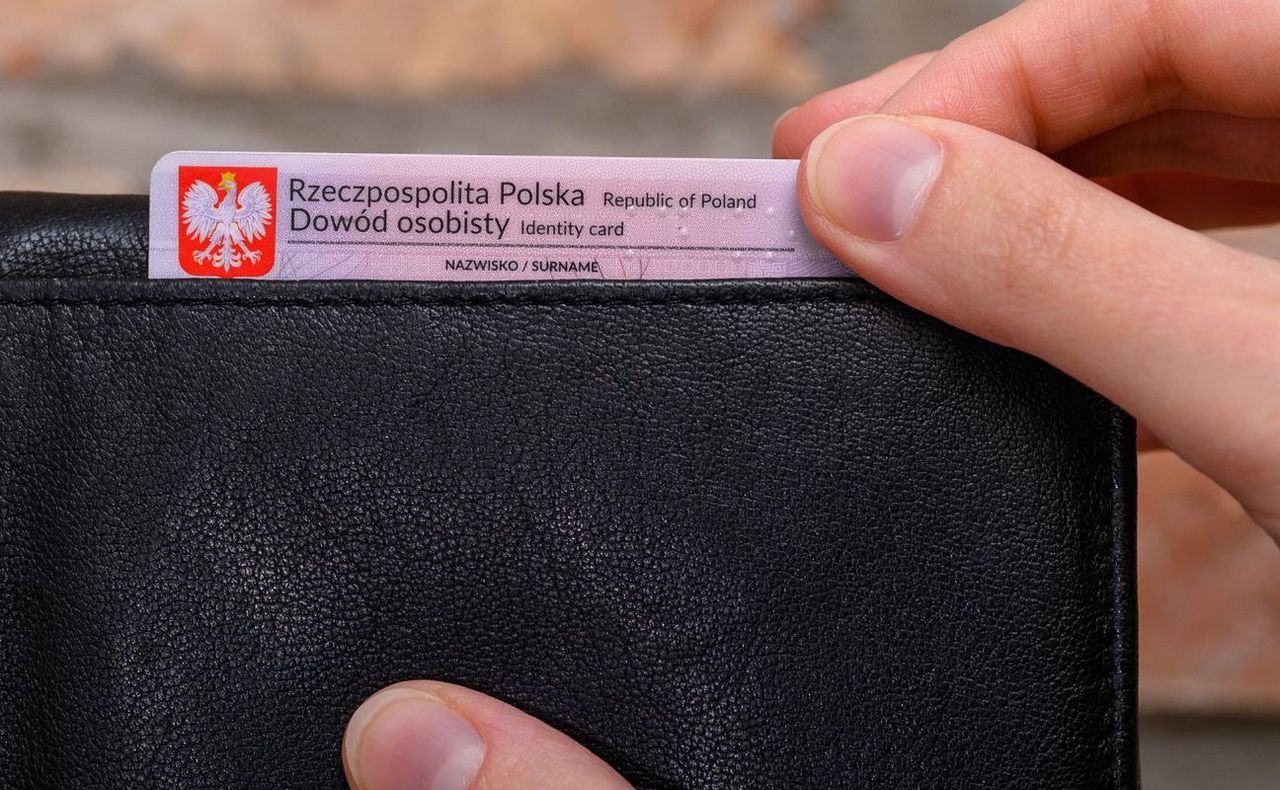 Rzeczpospolita Polska Republic of Poland
Dowód osobisty Identity card
NAZWISKO / SURNAME